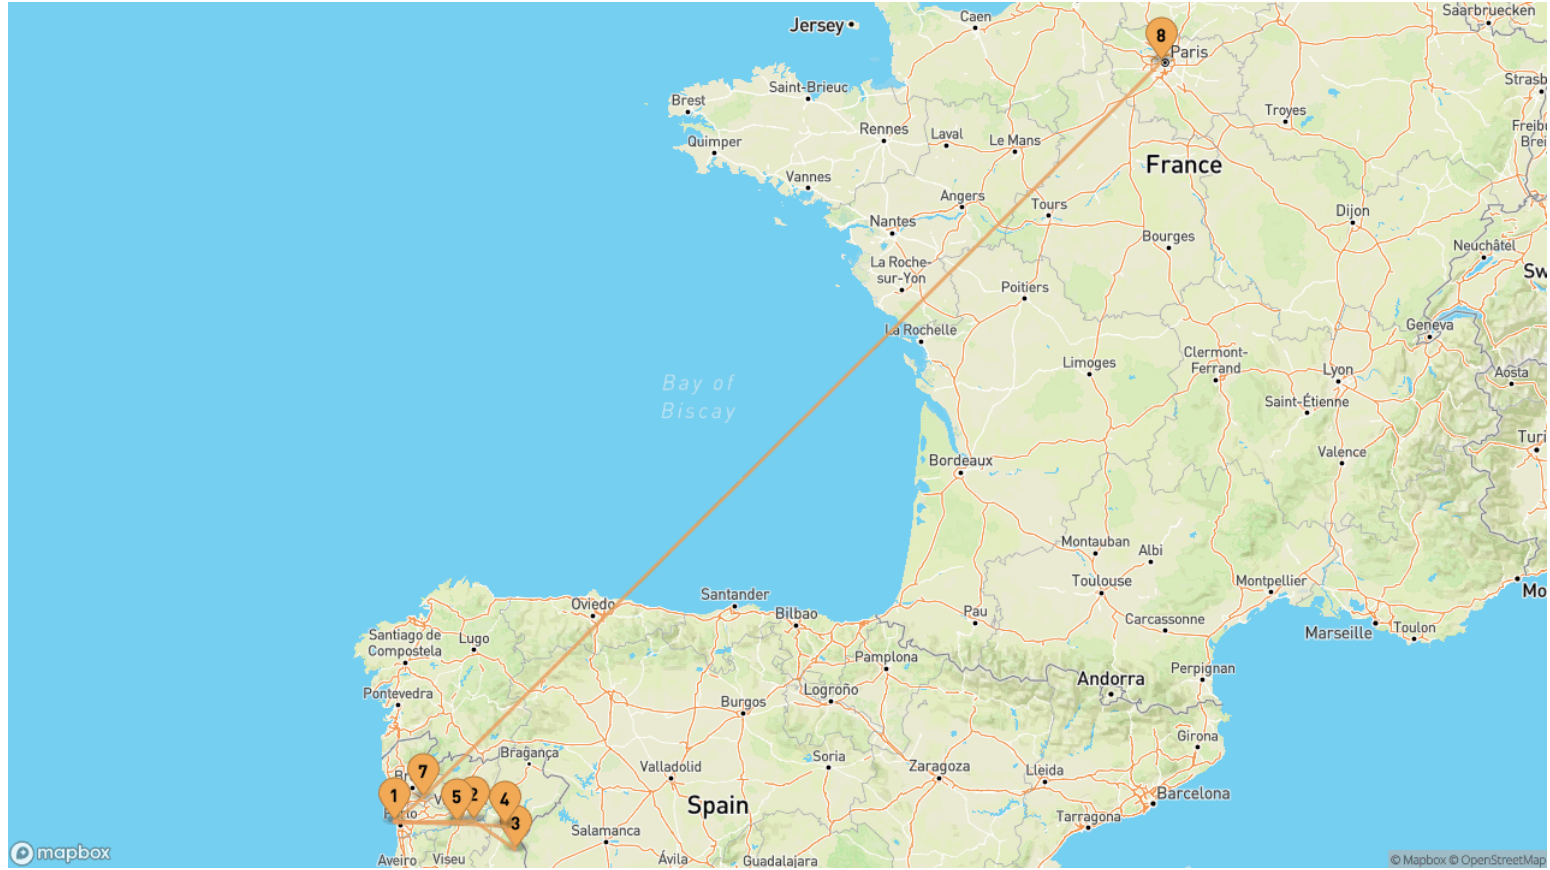 Jersey
Caen
Saarbruecken
8
Paris
Strasb
Brest
Saint-Brieuc
Troyes
Rennes
Laval
Le Mans
Freibu
Brei
Quimper
France
Vannes
Angers
Tours
Dijon
Nantes
Bourges
Neuchâtel
La Roche-
sur-Yon
Poitiers
Sw
La Rochelle
Geneva
Clermont-
Ferrand
Limoges
Lyon
Aosta
Bay of
Biscay
Saint-Étienne
Turi
Valence
Bordeaux
Montauban
Albi
Toulouse
Montpellier
Mo
Santander
Oviedo
Bilbao
Pau
Carcassonne
Marseille
Toulon
Santiago de
Compostela
Lugo
Pamplona
Perpignan
Andorra
Pontevedra
Logroño
Burgos
Girona
Bragança
Soria
Valladolid
Zaragoza
Lleida
7
Br
1
5
2
4
V
3
Spain
Barcelona
Tarragona
Porto
Salamanca
Aveiro
Viseu
Ávila
Guadalajara
mapbox
© Mapbox © OpenStreetMap